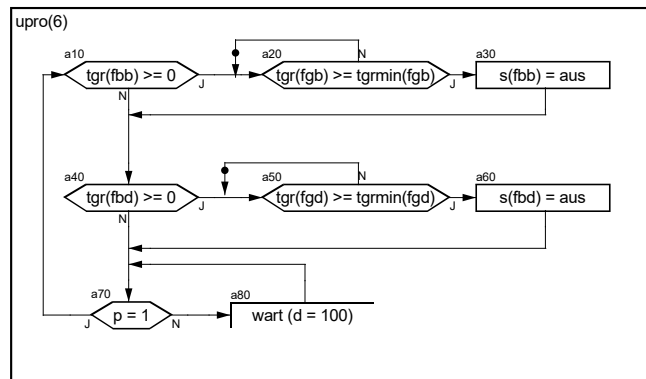 upro(6)
a10
tgr(fbb) >= 0
J
N
a20
tgr(fgb) >= tgrmin(fgb)
N
J
a30
s(fbb) = aus
a40
tgr(fbd) >= 0
J
N
a50
tgr(fgd) >= tgrmin(fgd)
N
J
a60
s(fbd) = aus
a70
p = 1
J
N
a80
wart (d = 100)